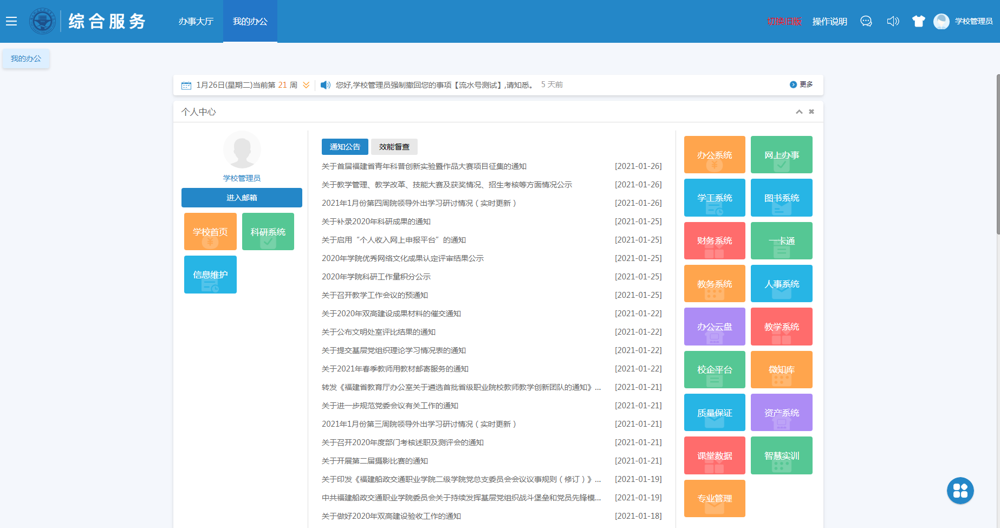 综合服务
办事大厅
我的办公
切换旧版
操作说明
学校管理员
我的办公
1月26日(星期二)当前第 21 周
您好,学校管理员强制撤回您的事项【流水号测试】,请知悉。 5 天前
更多
个人中心
学校管理员
进入邮箱
学校首页
科研系统
信息维护
通知公告
效能督查
关于首届福建省青年科普创新实验暨作品大赛项目征集的通知 [2021-01-26]
关于教学管理、教学改革、技能大赛及获奖情况、招生考核等方面情况公示 [2021-01-26]
2021年1月份第四周院领导外出学习研讨情况（实时更新） [2021-01-26]
关于补录2020年科研成果的通知 [2021-01-25]
关于启用“个人收入网上申报平台”的通知 [2021-01-25]
2020年学院优秀网络文化成果认定评审结果公示 [2021-01-25]
2020年学院科研工作量积分公示 [2021-01-25]
关于召开教学工作会议的预通知 [2021-01-25]
关于2020年双高建设成果材料的催交通知 [2021-01-22]
关于公布文明处室评比结果的通知 [2021-01-22]
关于提交基层党组织理论学习情况表的通知 [2021-01-22]
关于2021年春季教师用教材邮寄服务的通知 [2021-01-22]
转发《福建省教育厅办公室关于遴选首批省级职业院校教师教学创新团队的通知》... [2021-01-21]
关于进一步规范党委会议有关工作的通知 [2021-01-21]
2021年1月份第三周院领导外出学习研讨情况（实时更新） [2021-01-21]
关于召开2020年度部门考核述职及测评会的通知 [2021-01-21]
关于开展第二届摄影比赛的通知 [2021-01-21]
关于印发《福建船政交通职业学院二级学院党总支委员会会议议事规则（修订）》... [2021-01-19]
中共福建船政交通职业学院委员会关于持续发挥基层党组织战斗堡垒和党员先锋模... [2021-01-19]
关于做好2020年双高建设验收工作的通知 [2021-01-18]
办公系统
网上办事
学工系统
图书系统
财务系统
一卡通
教务系统
人事系统
办公云盘
教学系统
校企平台
微知库
质量保证
资产系统
课堂数据
智慧实训
专业管理